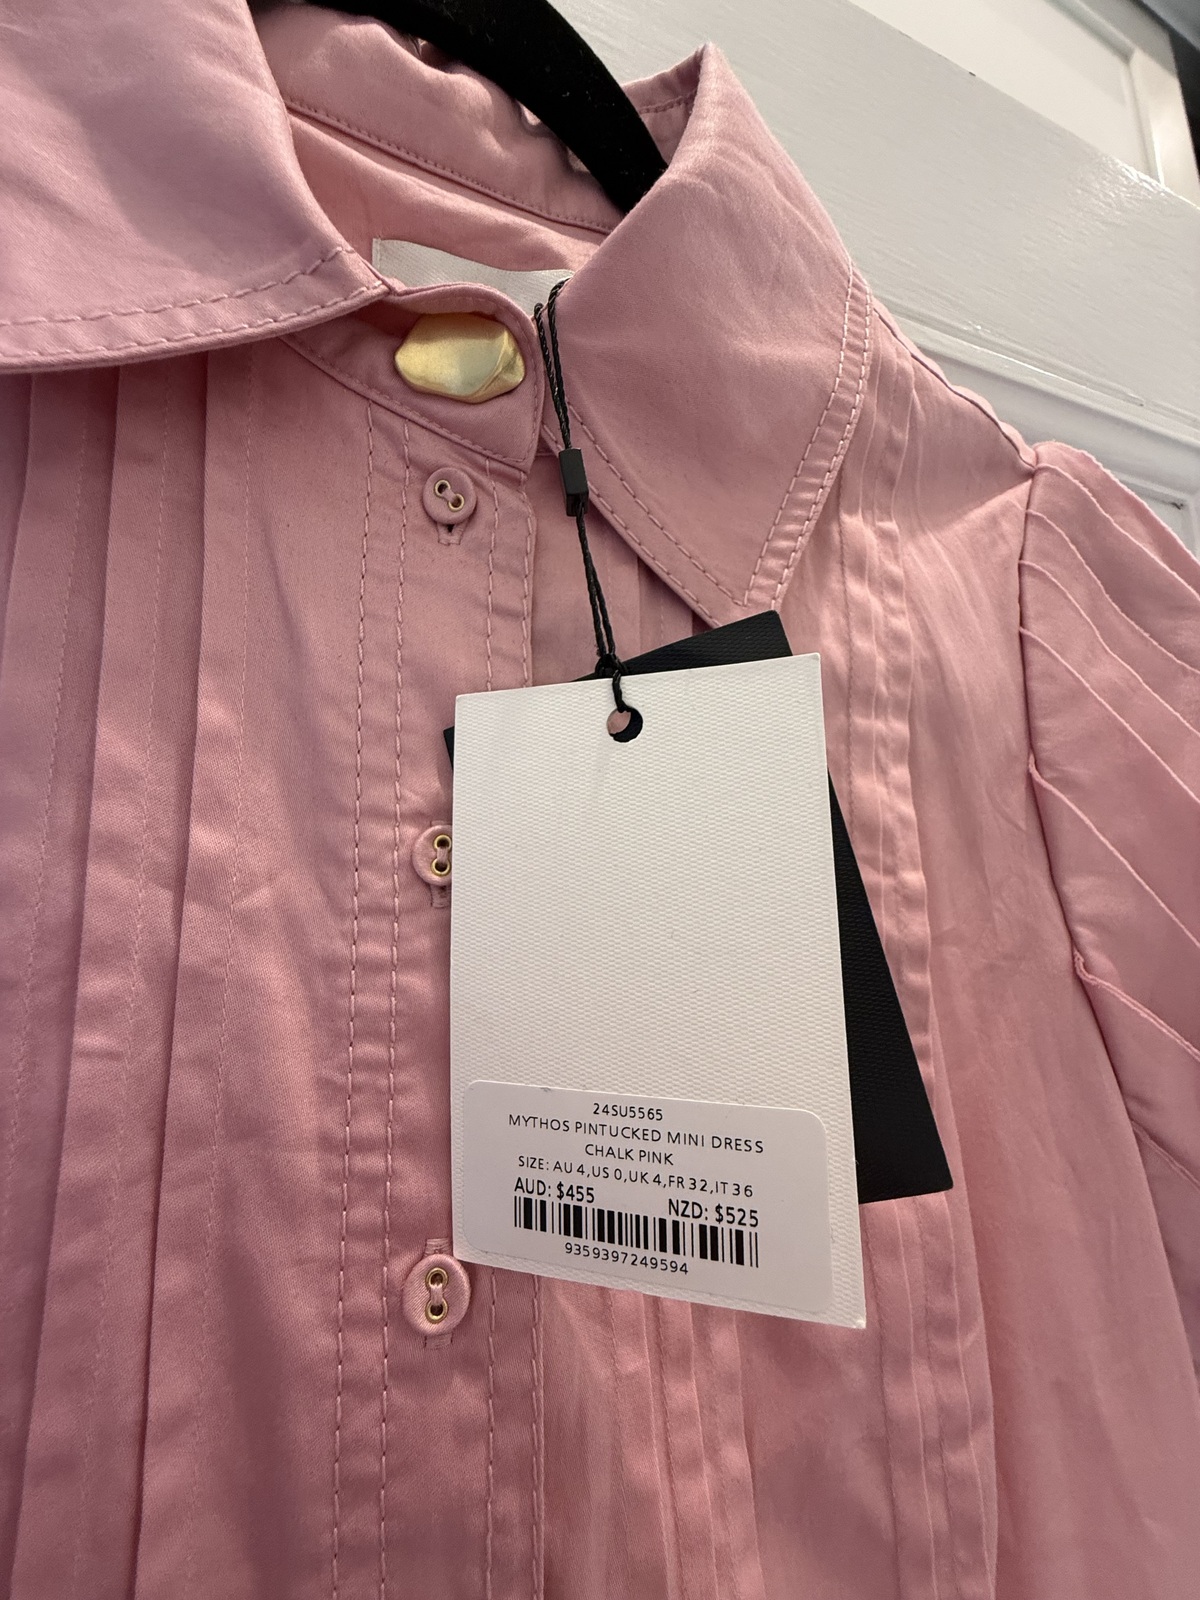 24SU5565
MYTHOS PINTUCKED MINI DRESS
CHALK PINK
SIZE: AU 4,US 0,UK 4,FR 32,IT 36
AUD: $455 NZD: $525
9359397249594